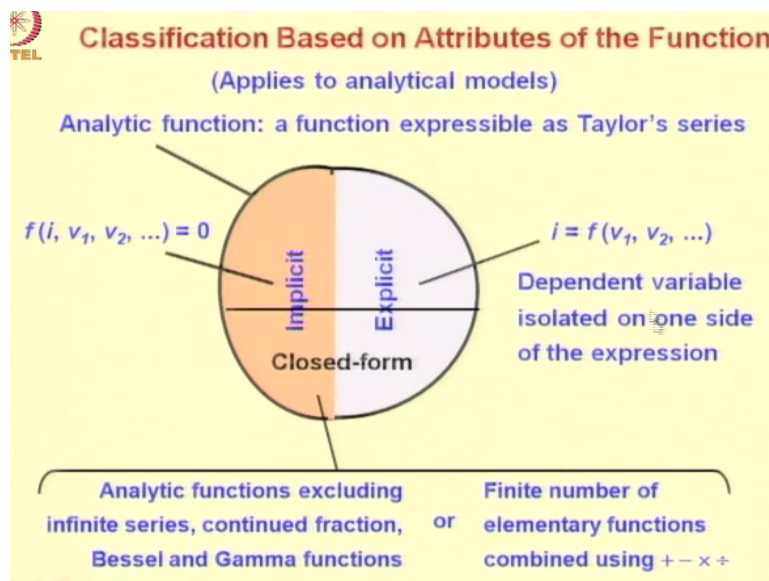 TEL
Classification Based on Attributes of the Function
(Applies to analytical models)
Analytic function: a function expressible as Taylor's series
f(i, v₁, v₂, ...) = 0
i = f(v₁, v₂, ...)
Implicit
Explicit
Dependent variable
isolated on one side
of the expression
Closed-form
Analytic functions excluding
infinite series, continued fraction,
Bessel and Gamma functions
or
Finite number of
elementary functions
combined using + − × ÷